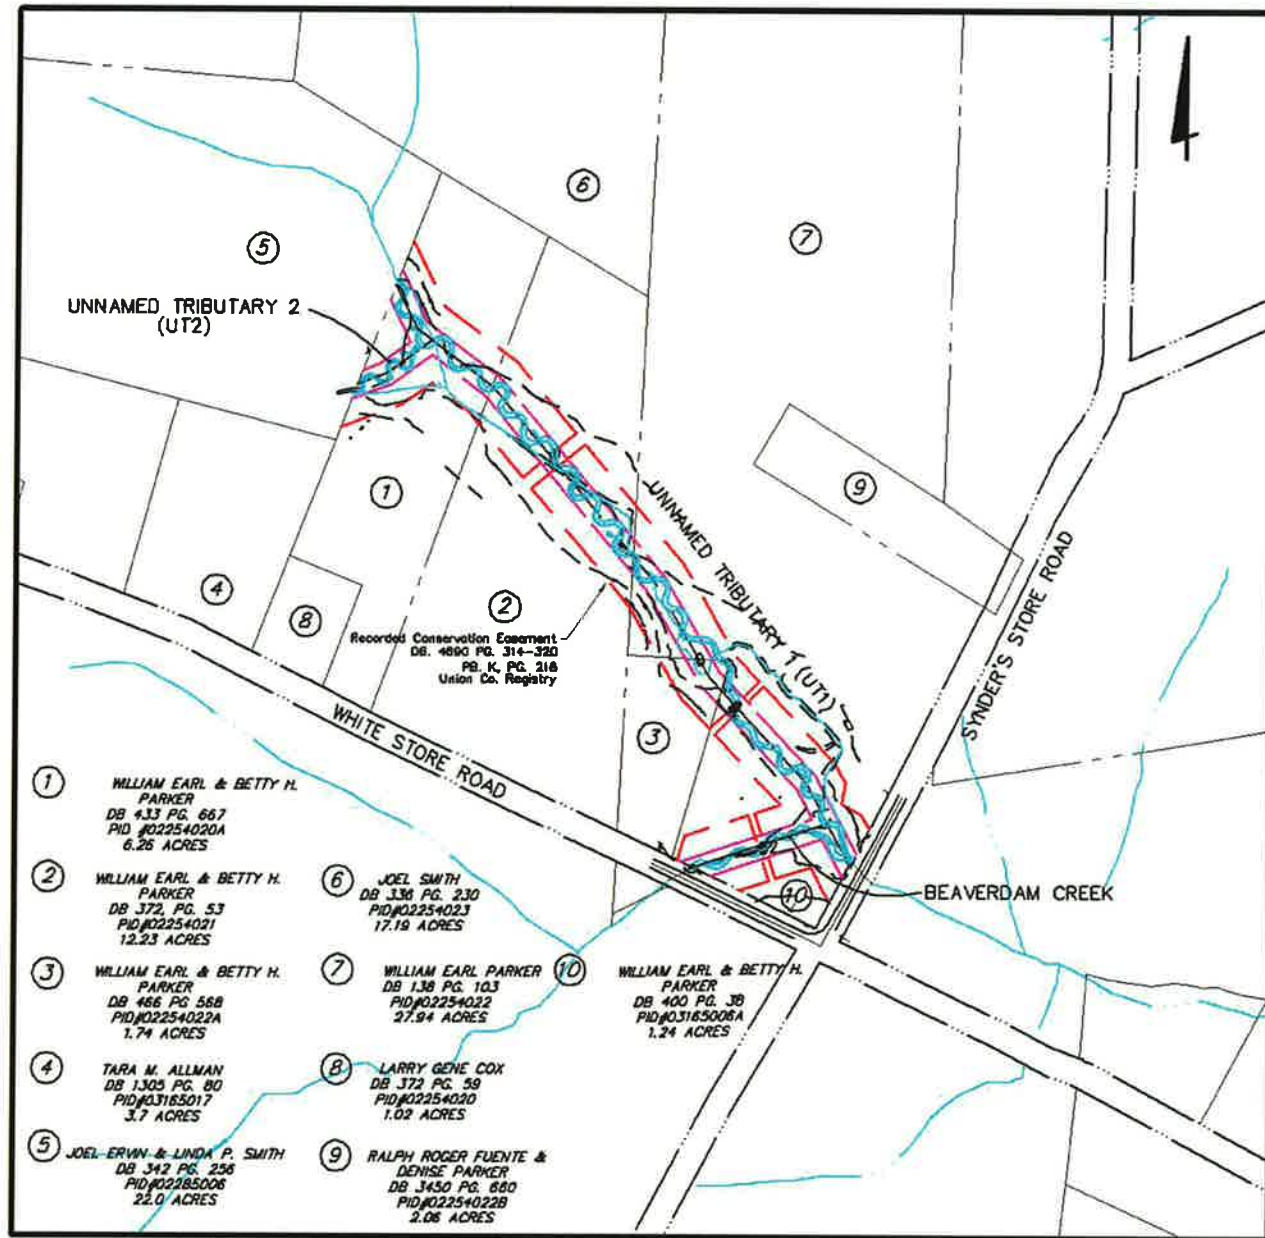 6
7
5
UNNAMED TRIBUTARY 2
(UT2)
9
1
UNNAMED TRIBUTARY 1 (UT1)
SYNDER'S STORE ROAD
4
8
2
Recorded Conservation Easement
DB. 4690 PG. 314-320
PB. K, PG. 216
Union Co. Registry
WHITE STORE ROAD
3
10
BEAVERDAM CREEK
1
WILLIAM EARL & BETTY H.
PARKER
DB 433 PG. 667
PID #02254020A
6.26 ACRES
2
WILLIAM EARL & BETTY H.
PARKER
DB 372, PG. 53
PID#02254021
12.23 ACRES
3
WILLIAM EARL & BETTY H.
PARKER
DB 466 PG 568
PID#02254022A
1.74 ACRES
4
TARA M. ALLMAN
DB 1305 PG. 80
PID#03165017
3.7 ACRES
5
JOEL ERVIN & LINDA P. SMITH
DB 342 PG. 256
PID#02285006
22.0 ACRES
6
JOEL SMITH
DB 336 PG. 230
PID#02254023
17.19 ACRES
7
WILLIAM EARL PARKER
DB 138 PG. 103
PID#02254022
27.94 ACRES
8
LARRY GENE COX
DB 372 PG. 59
PID#02254020
1.02 ACRES
9
RALPH ROGER FUENTE &
DENISE PARKER
DB 3450 PG. 660
PID#02254022B
2.06 ACRES
10
WILLIAM EARL & BETTY H.
PARKER
DB 400 PG. 38
PID#03165006A
1.24 ACRES